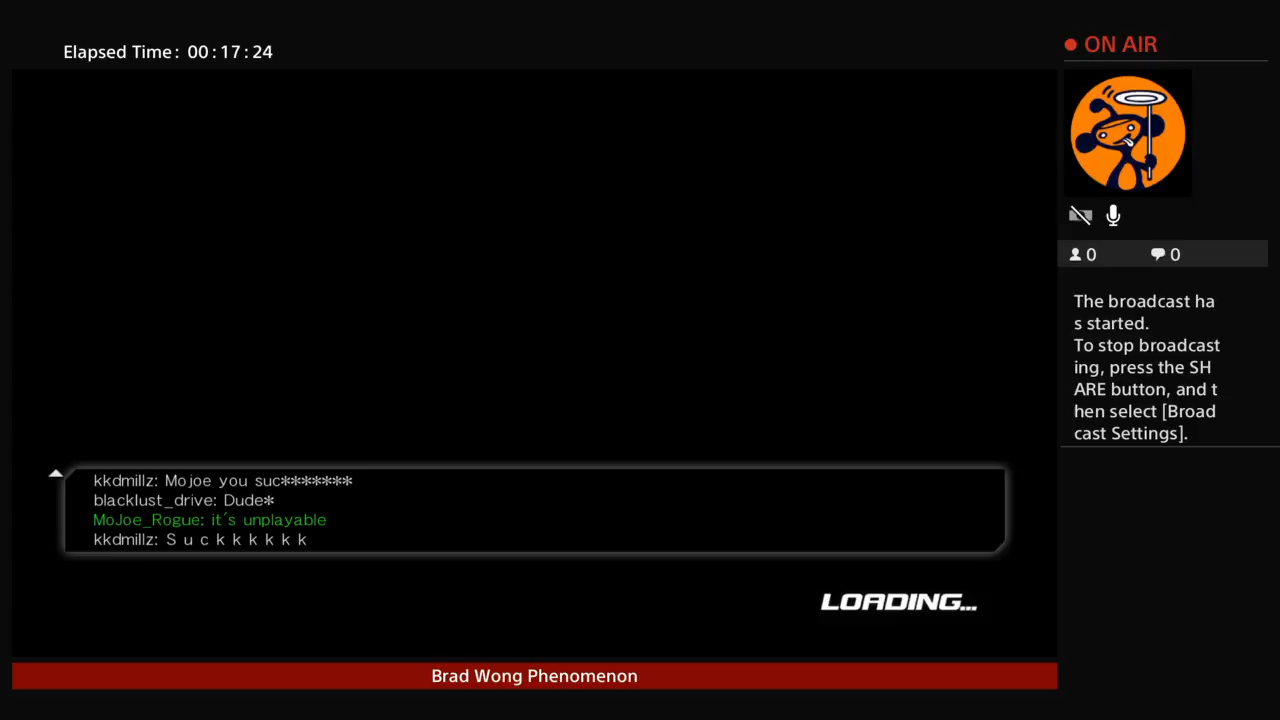 Elapsed Time: 00:17:24
ON AIR
0 0
The broadcast ha
s started.
To stop broadcast
ing, press the SH
ARE button, and t
hen select [Broad
cast Settings].
kkdmillz: Mojoe you suc*******
blacklust_drive: Dude*
MoJoe_Rogue: it´s unplayable
kkdmillz: S u c k k k k k k
LOADING...
Brad Wong Phenomenon